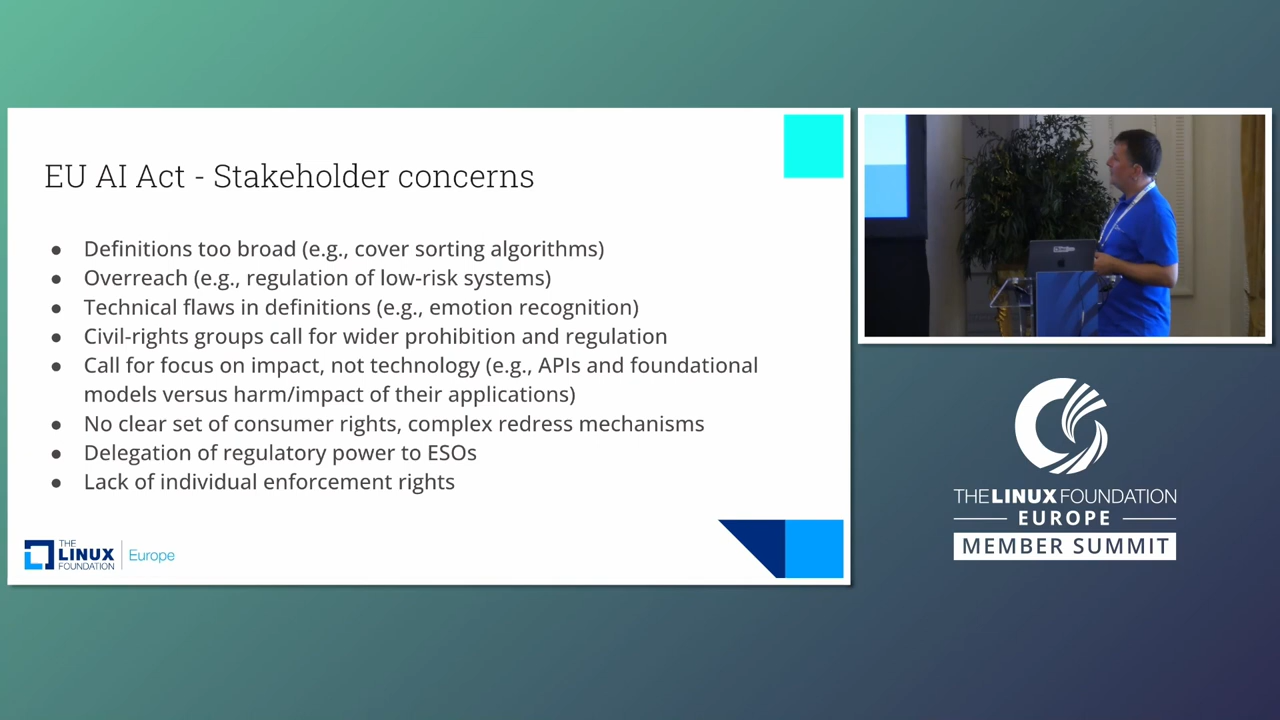 EU AI Act - Stakeholder concerns
● Definitions too broad (e.g., cover sorting algorithms)
● Overreach (e.g., regulation of low-risk systems)
● Technical flaws in definitions (e.g., emotion recognition)
● Civil-rights groups call for wider prohibition and regulation
● Call for focus on impact, not technology (e.g., APIs and foundational
models versus harm/impact of their applications)
● No clear set of consumer rights, complex redress mechanisms
● Delegation of regulatory power to ESOs
● Lack of individual enforcement rights
THE
LINUX
FOUNDATION
Europe
THE LINUX FOUNDATION
EUROPE
MEMBER SUMMIT